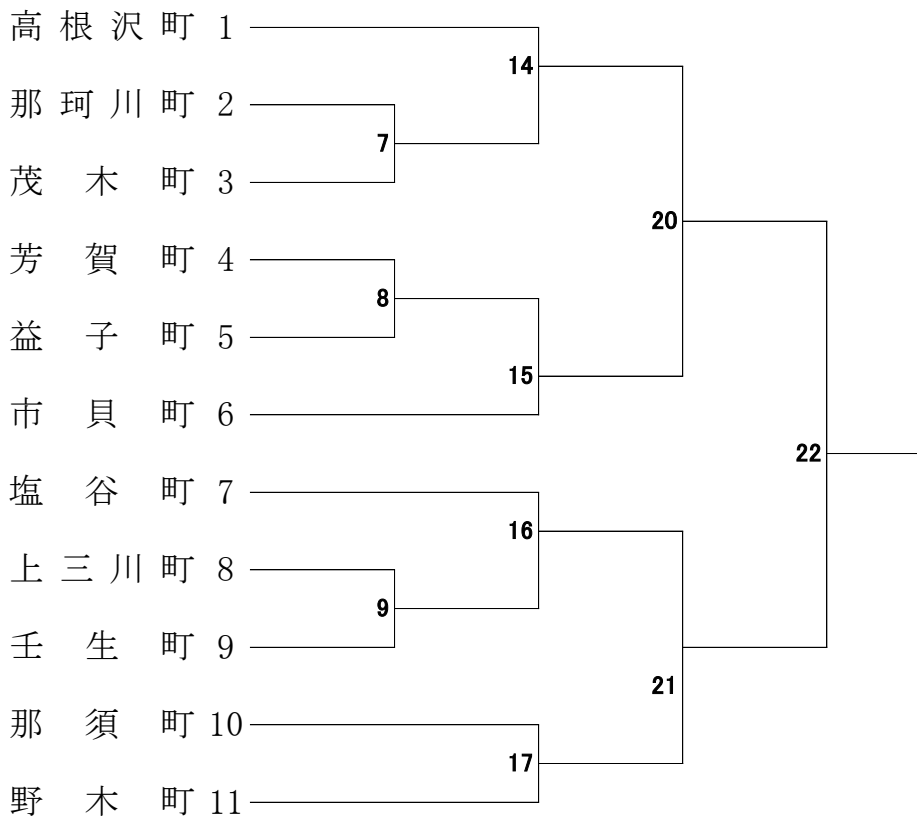 高根沢町 1
14
那珂川町 2
7
茂木町 3
20
芳賀町 4
8
益子町 5
15
市貝町 6
22
塩谷町 7
16
上三川町 8
9
壬生町 9
21
那須町 10
17
野木町 11